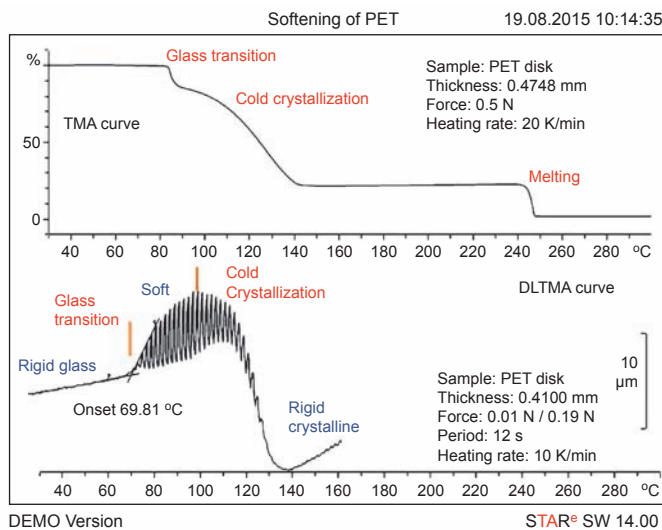 Softening of PET 19.08.2015 10:14:35
Glass transition
%
Sample: PET disk
Thickness: 0.4748 mm
Force: 0.5 N
Heating rate: 20 K/min
Cold crystallization
TMA curve
50
Melting
0
40 60 80 100 120 140 160 180 200 220 240 260 280 ºC
Cold
Crystallization
Soft
DLTMA curve
Glass
transition
Rigid glass
10
µm
Sample: PET disk
Thickness: 0.4100 mm
Force: 0.01 N / 0.19 N
Period: 12 s
Heating rate: 10 K/min
Onset 69.81 ºC
Rigid
crystalline
40 60 80 100 120 140 160 180 200 220 240 260 280 ºC
DEMO Version STARe SW 14.00